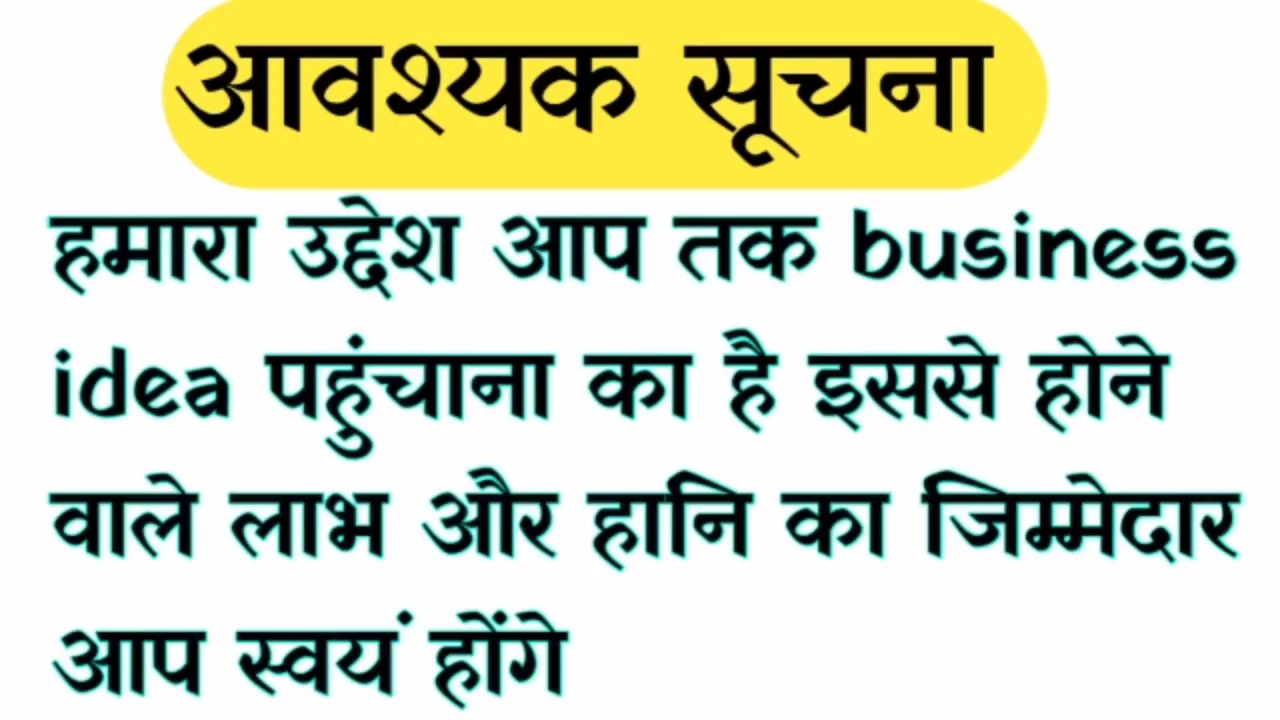 आवश्यक सूचना
हमारा उद्देश आप तक business
idea पहुंचाना का है इससे होने
वाले लाभ और हानि का जिम्मेदार
आप स्वयं होंगे